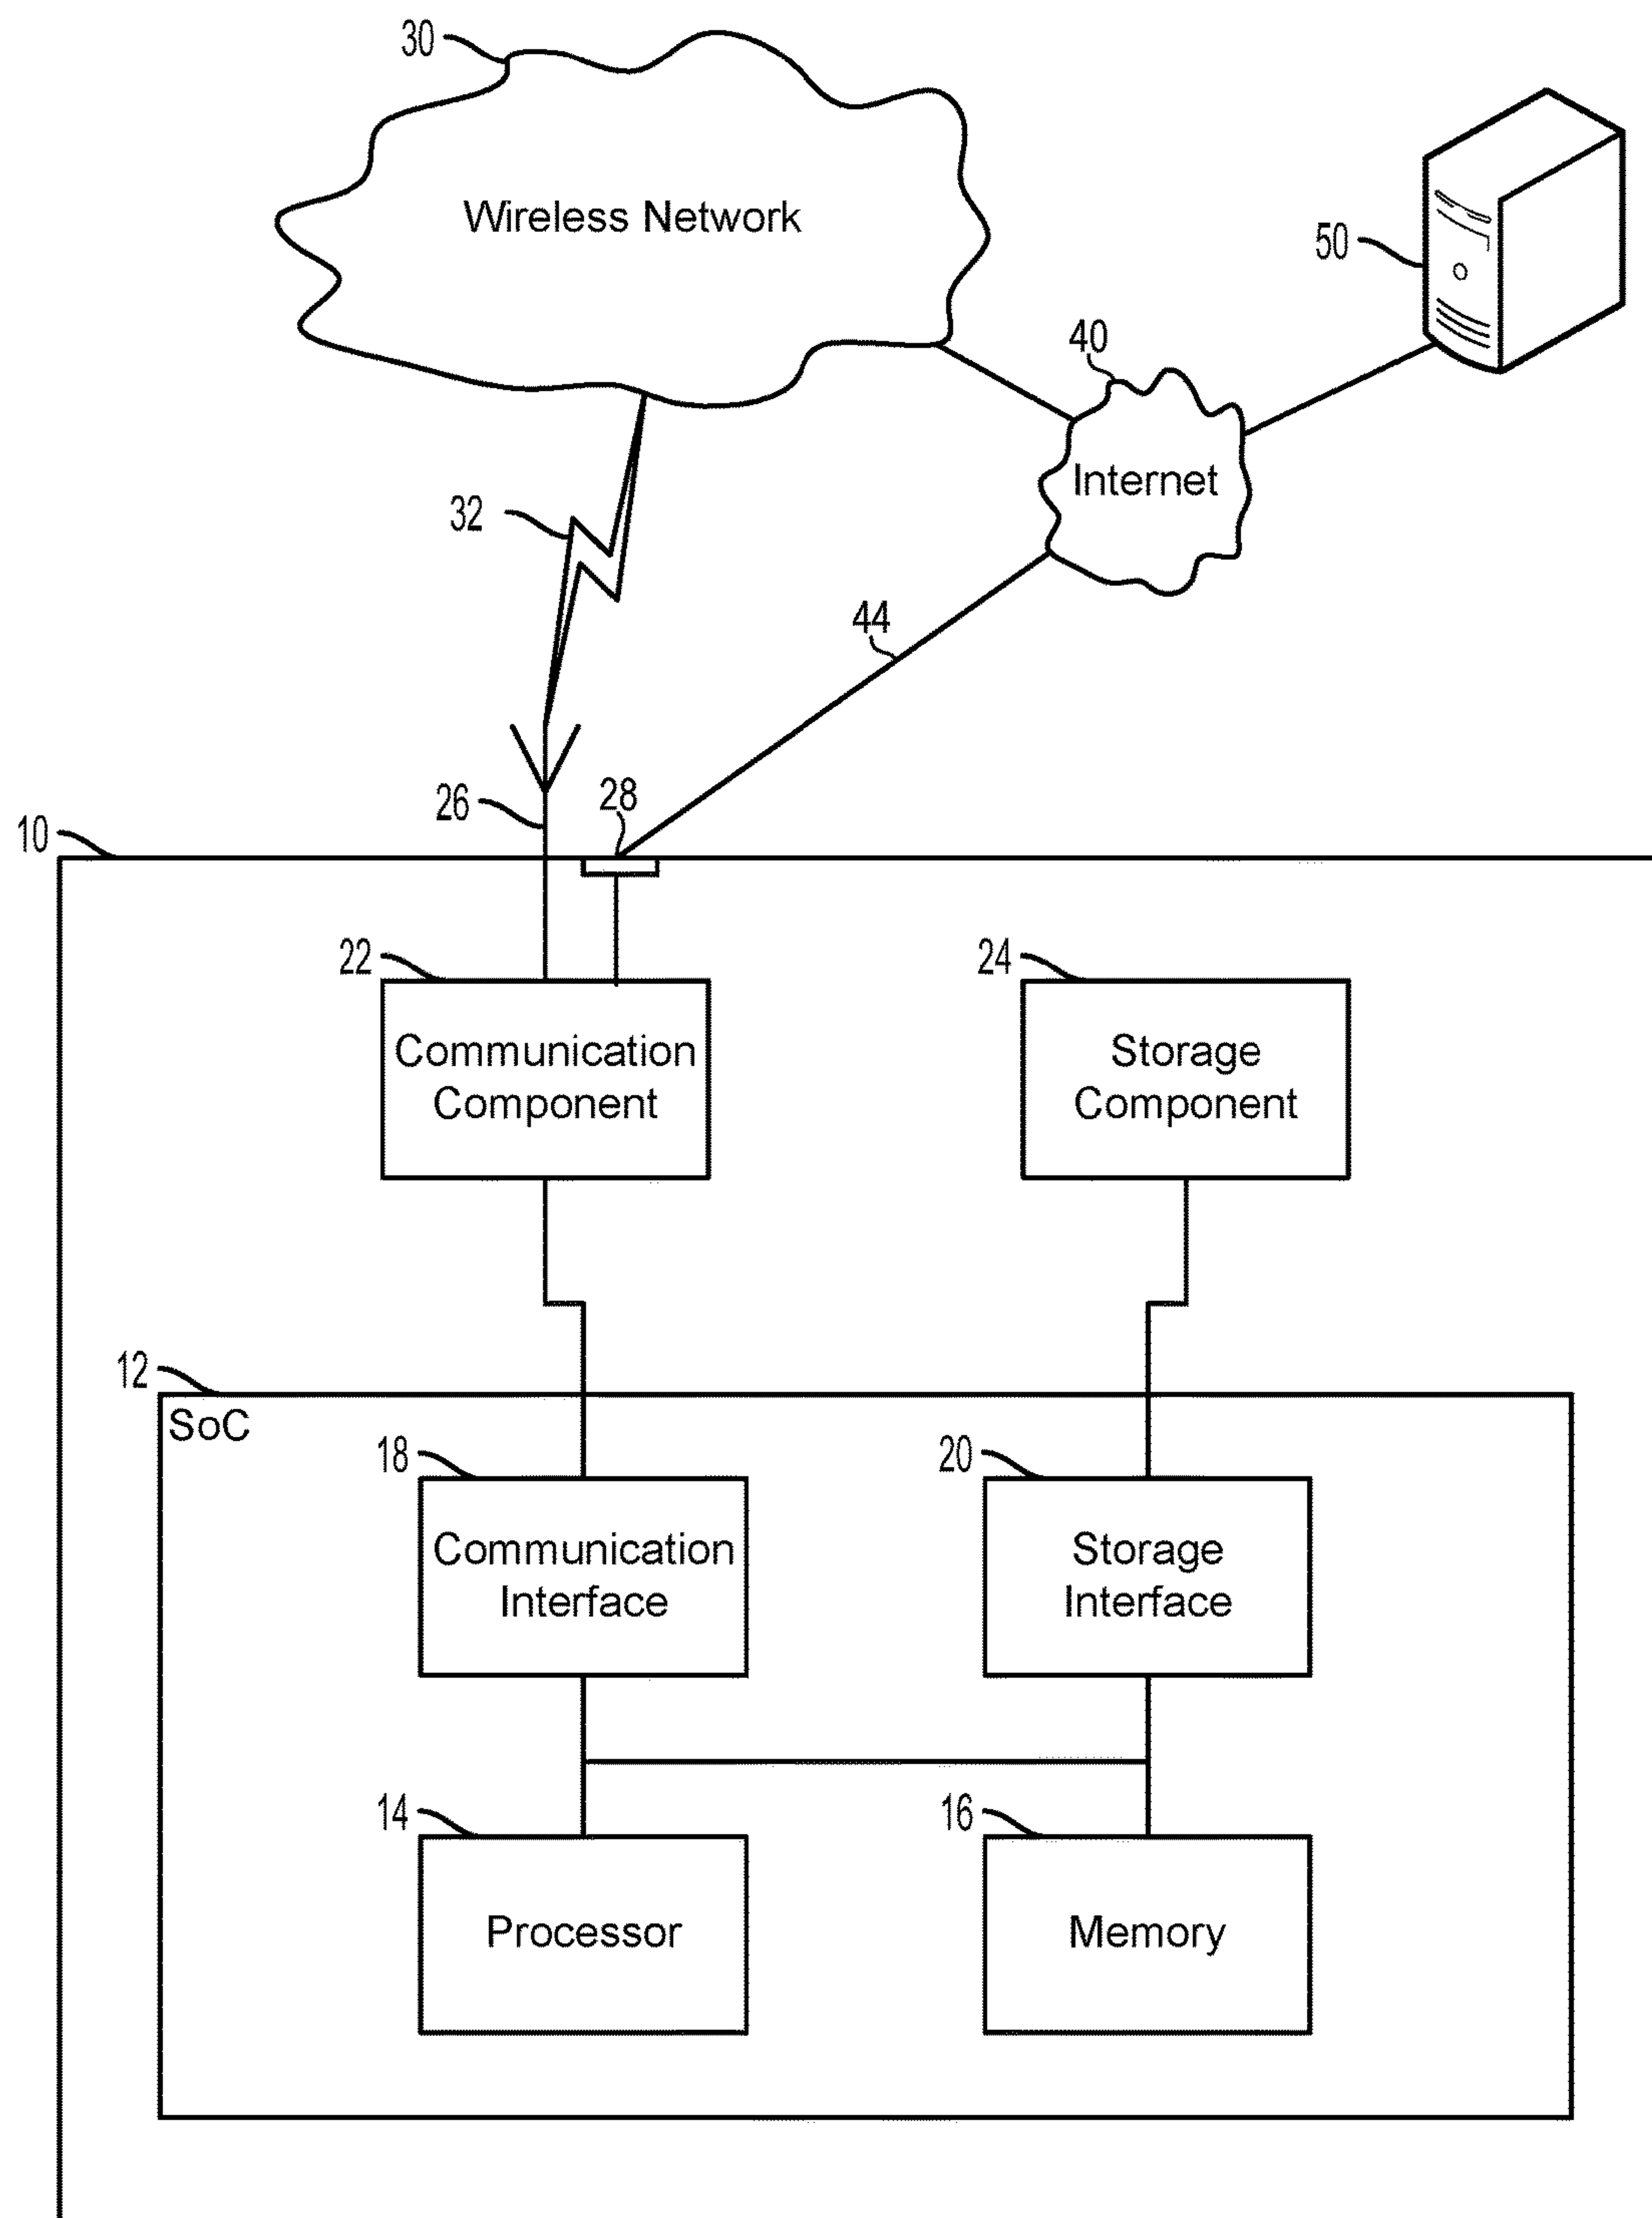 30
Wireless Network
50
40
Internet
32
44
26
28
10
22
24
Communication
Component
Storage
Component
12
SoC
18
20
Communication
Interface
Storage
Interface
14
16
Processor
Memory